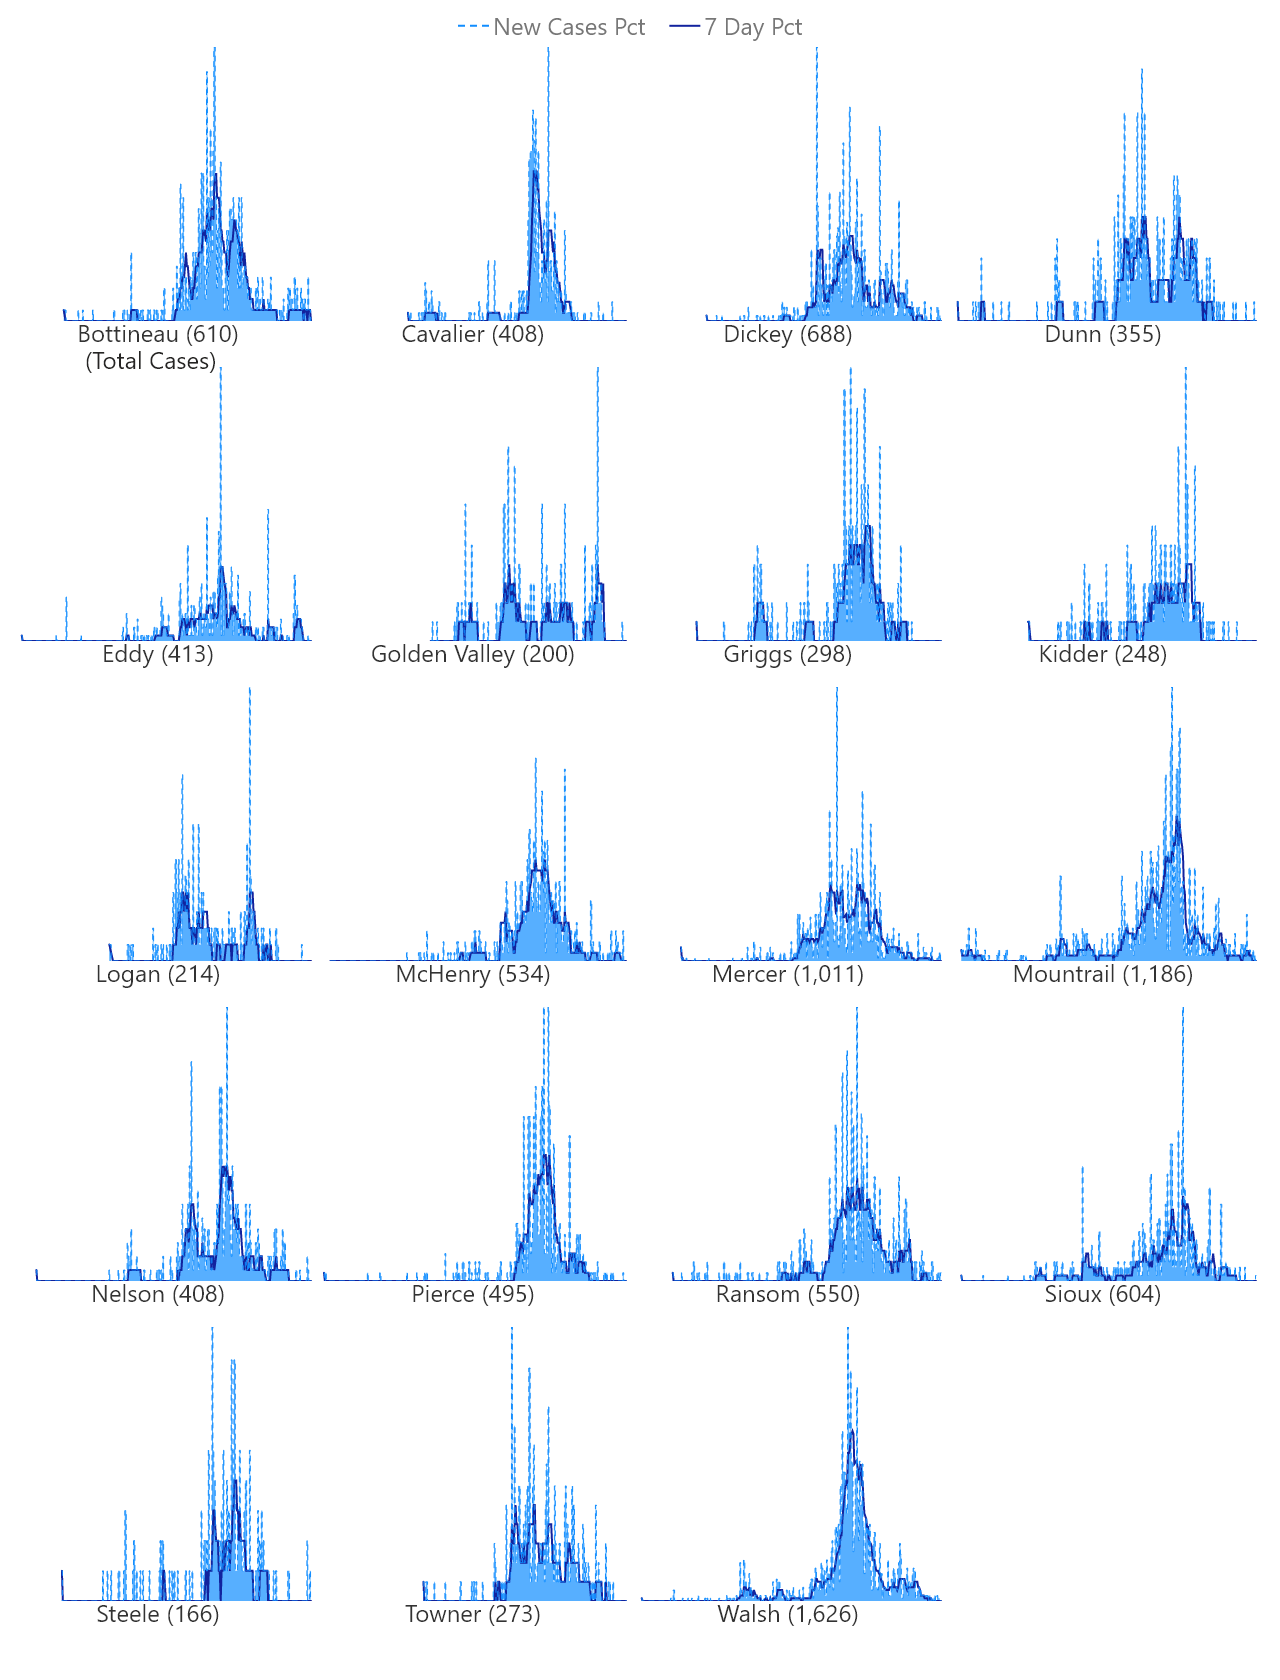 New Cases Pct 7 Day Pct
Bottineau (610) Cavalier (408) Dickey (688) Dunn (355)
(Total Cases)
Eddy (413) Golden Valley (200) Griggs (298) Kidder (248)
Logan (214) McHenry (534) Mercer (1,011) Mountrail (1,186)
Nelson (408) Pierce (495) Ransom (550) Sioux (604)
Steele (166) Towner (273) Walsh (1,626)